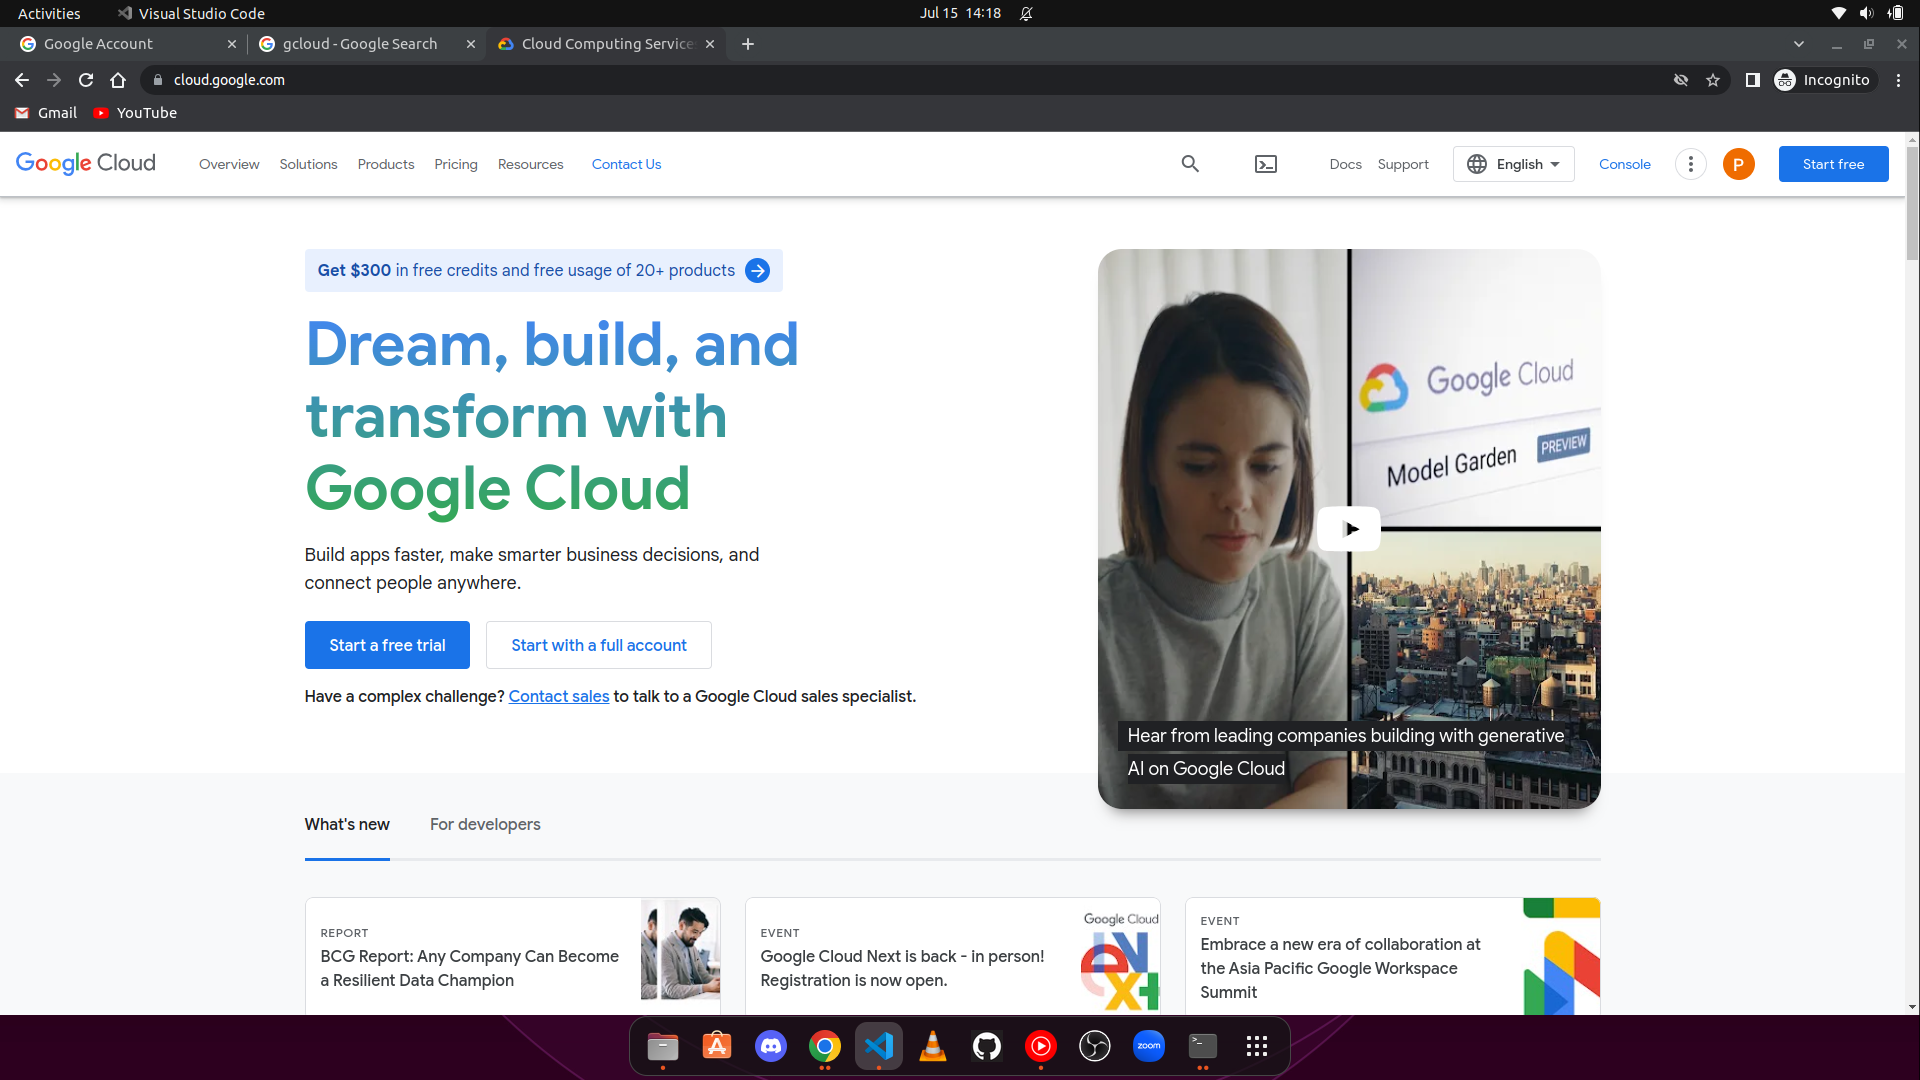 Activities
Visual Studio Code
Jul 15 14:18
Google Account
gcloud - Google Search
Cloud Computing Services
cloud.google.com
Incognito
Gmail
YouTube
Google Cloud
Overview
Solutions
Products
Pricing
Resources
Contact Us
Docs
Support
English
Console
P
Start free
Get $300 in free credits and free usage of 20+ products
Dream, build, and
transform with
Google Cloud
Build apps faster, make smarter business decisions, and
connect people anywhere.
Start a free trial
Start with a full account
Have a complex challenge? Contact sales to talk to a Google Cloud sales specialist.
Google Cloud
Model Garden
PREVIEW
Hear from leading companies building with generative
AI on Google Cloud
What's new
For developers
REPORT
BCG Report: Any Company Can Become
a Resilient Data Champion
EVENT
Google Cloud Next is back - in person!
Registration is now open.
Google Cloud
NEXT
EVENT
Embrace a new era of collaboration at
the Asia Pacific Google Workspace
Summit
zoom